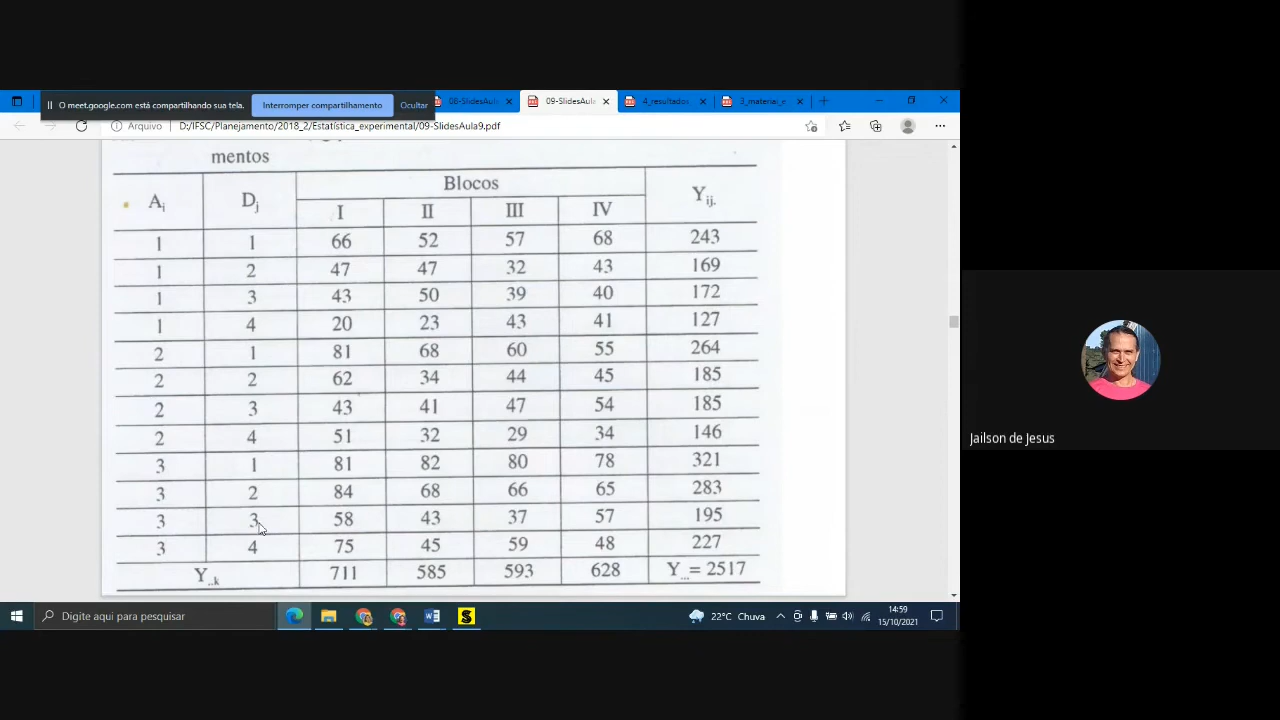 O meet.google.com está compartilhando sua tela. Interromper compartilhamento Ocultar
08-SlidesAula 09-SlidesAula 4_resultados 3_material_e
Arquivo D:/IFSC/Planejamento/2018_2/Estatística_experimental/09-SlidesAula9.pdf
mentos
Ai Dj Blocos Yij.
I II III IV
1 1 66 52 57 68 243
1 2 47 47 32 43 169
1 3 43 50 39 40 172
1 4 20 23 43 41 127
2 1 81 68 60 55 264
2 2 62 34 44 45 185
2 3 43 41 47 54 185
2 4 51 32 29 34 146
3 1 81 82 80 78 321
3 2 84 68 66 65 283
3 3 58 43 37 57 195
3 4 75 45 59 48 227
Y..k 711 585 593 628 Y...= 2517
Jailson de Jesus
Digite aqui para pesquisar
22°C Chuva
14:59
15/10/2021